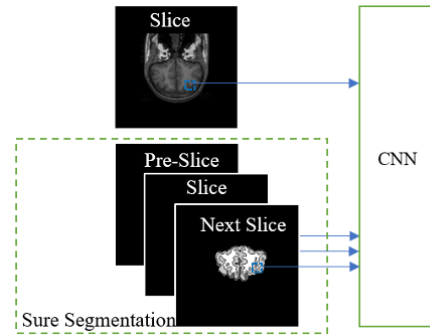 Slice
CNN
Pre-Slice
Slice
Next Slice
Sure Segmentation